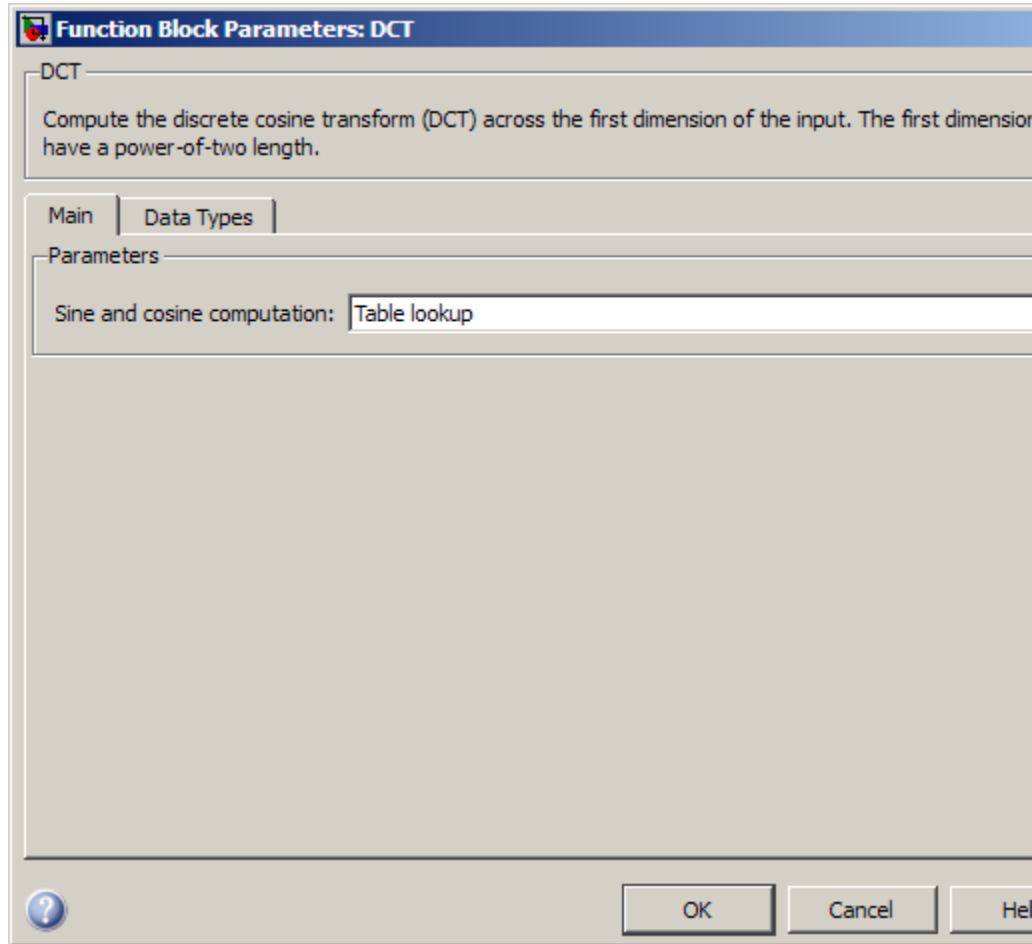 Function Block Parameters: DCT
DCT
Compute the discrete cosine transform (DCT) across the first dimension of the input. The first dimension
have a power-of-two length.
Main
Data Types
Parameters
Sine and cosine computation: Table lookup
OK
Cancel
Hel